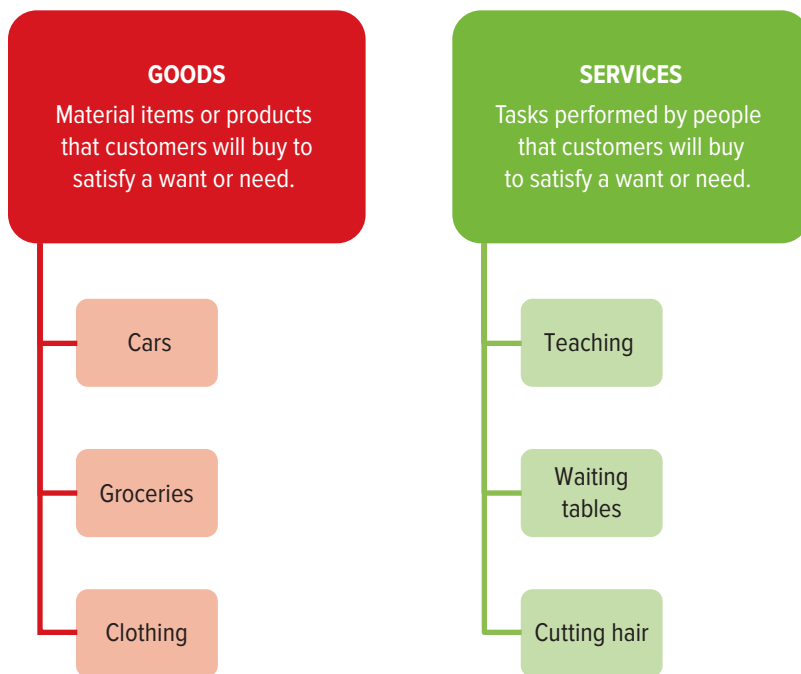 GOODS
Material items or products
that customers will buy to
satisfy a want or need.
Cars
Groceries
Clothing
SERVICES
Tasks performed by people
that customers will buy
to satisfy a want or need.
Teaching
Waiting
tables
Cutting hair